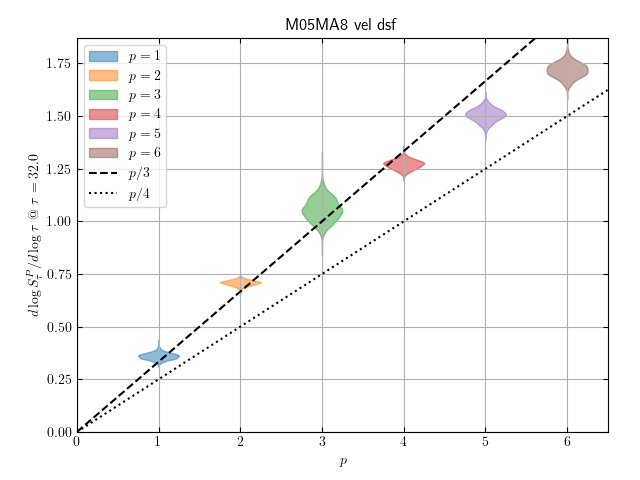 M05MA8 vel dsf
d log S_τ^P / d log τ @ τ = 32.0
1.75
1.50
1.25
1.00
0.75
0.50
0.25
0.00
p = 1
p = 2
p = 3
p = 4
p = 5
p = 6
p/3
p/4
0 1 2 3 4 5 6
p